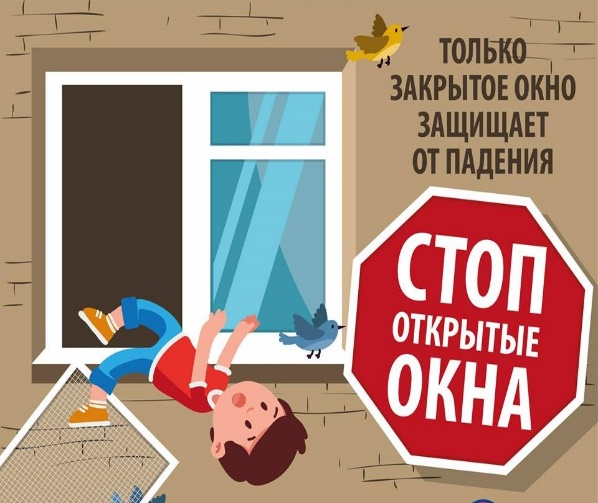 ТОЛЬКО
ЗАКРЫТОЕ ОКНО
ЗАЩИЩАЕТ
ОТ ПАДЕНИЯ
СТОП
ОТКРЫТЫЕ
ОКНА